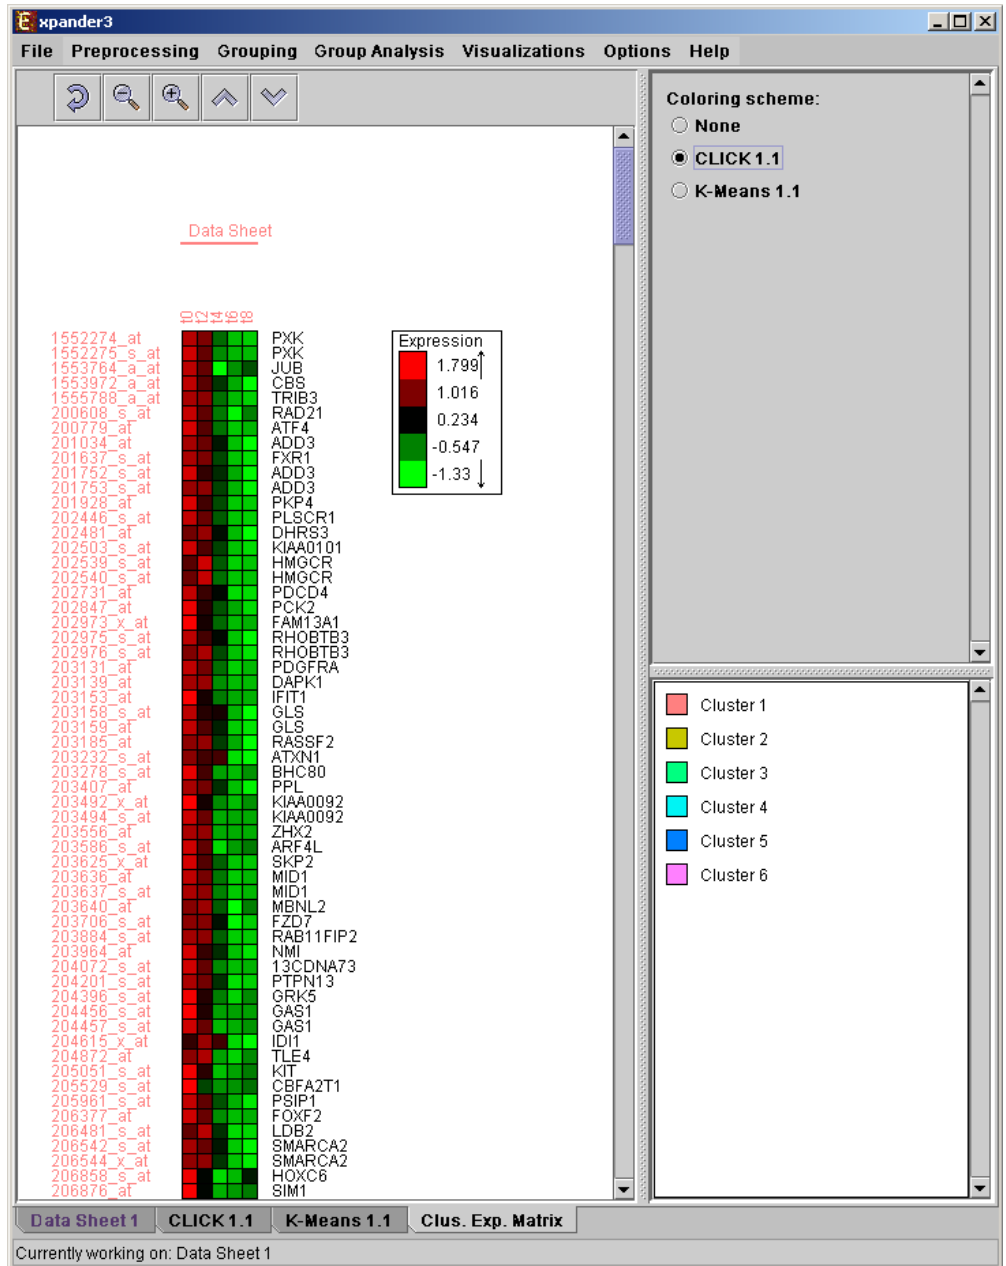 xpander3
File Preprocessing Grouping Group Analysis Visualizations Options Help
Coloring scheme:
None
CLICK 1.1
K-Means 1.1
Data Sheet
t0 t2 t4 t6 t8
1552274_at PXK
1552275_s_at PXK
1553764_a_at JUB
1553972_a_at CBS
1555788_a_at TRIB3
200608_s_at RAD21
200779_at ATF4
201034_at ADD3
201637_s_at FXR1
201752_s_at ADD3
201753_s_at ADD3
201928_at PKP4
202446_s_at PLSCR1
202481_at DHRS3
202503_s_at KIAA0101
202539_s_at HMGCR
202540_s_at HMGCR
202731_at PDCD4
202847_at PCK2
202973_x_at FAM13A1
202975_s_at RHOBTB3
202976_s_at RHOBTB3
203131_at PDGFRA
203139_at DAPK1
203153_at IFIT1
203158_s_at GLS
203159_at GLS
203185_at RASSF2
203232_s_at ATXN1
203278_s_at BHC80
203407_at PPL
203492_x_at KIAA0092
203494_s_at KIAA0092
203556_at ZHX2
203586_s_at ARF4L
203625_x_at SKP2
203636_at MID1
203637_s_at MID1
203640_at MBNL2
203706_s_at FZD7
203884_s_at RAB11FIP2
203964_at NMI
204072_s_at 13CDNA73
204201_s_at PTPN13
204396_s_at GRK5
204456_s_at GAS1
204457_s_at GAS1
204615_x_at IDI1
204872_at TLE4
205051_s_at KIT
205529_s_at CBFA2T1
205961_s_at PSIP1
206377_at FOXF2
206481_s_at LDB2
206542_s_at SMARCA2
206544_x_at SMARCA2
206858_s_at HOXC6
206876_at SIM1
Expression
1.799
1.016
0.234
-0.547
-1.33
Cluster 1
Cluster 2
Cluster 3
Cluster 4
Cluster 5
Cluster 6
Data Sheet 1 CLICK 1.1 K-Means 1.1 Clus. Exp. Matrix
Currently working on: Data Sheet 1